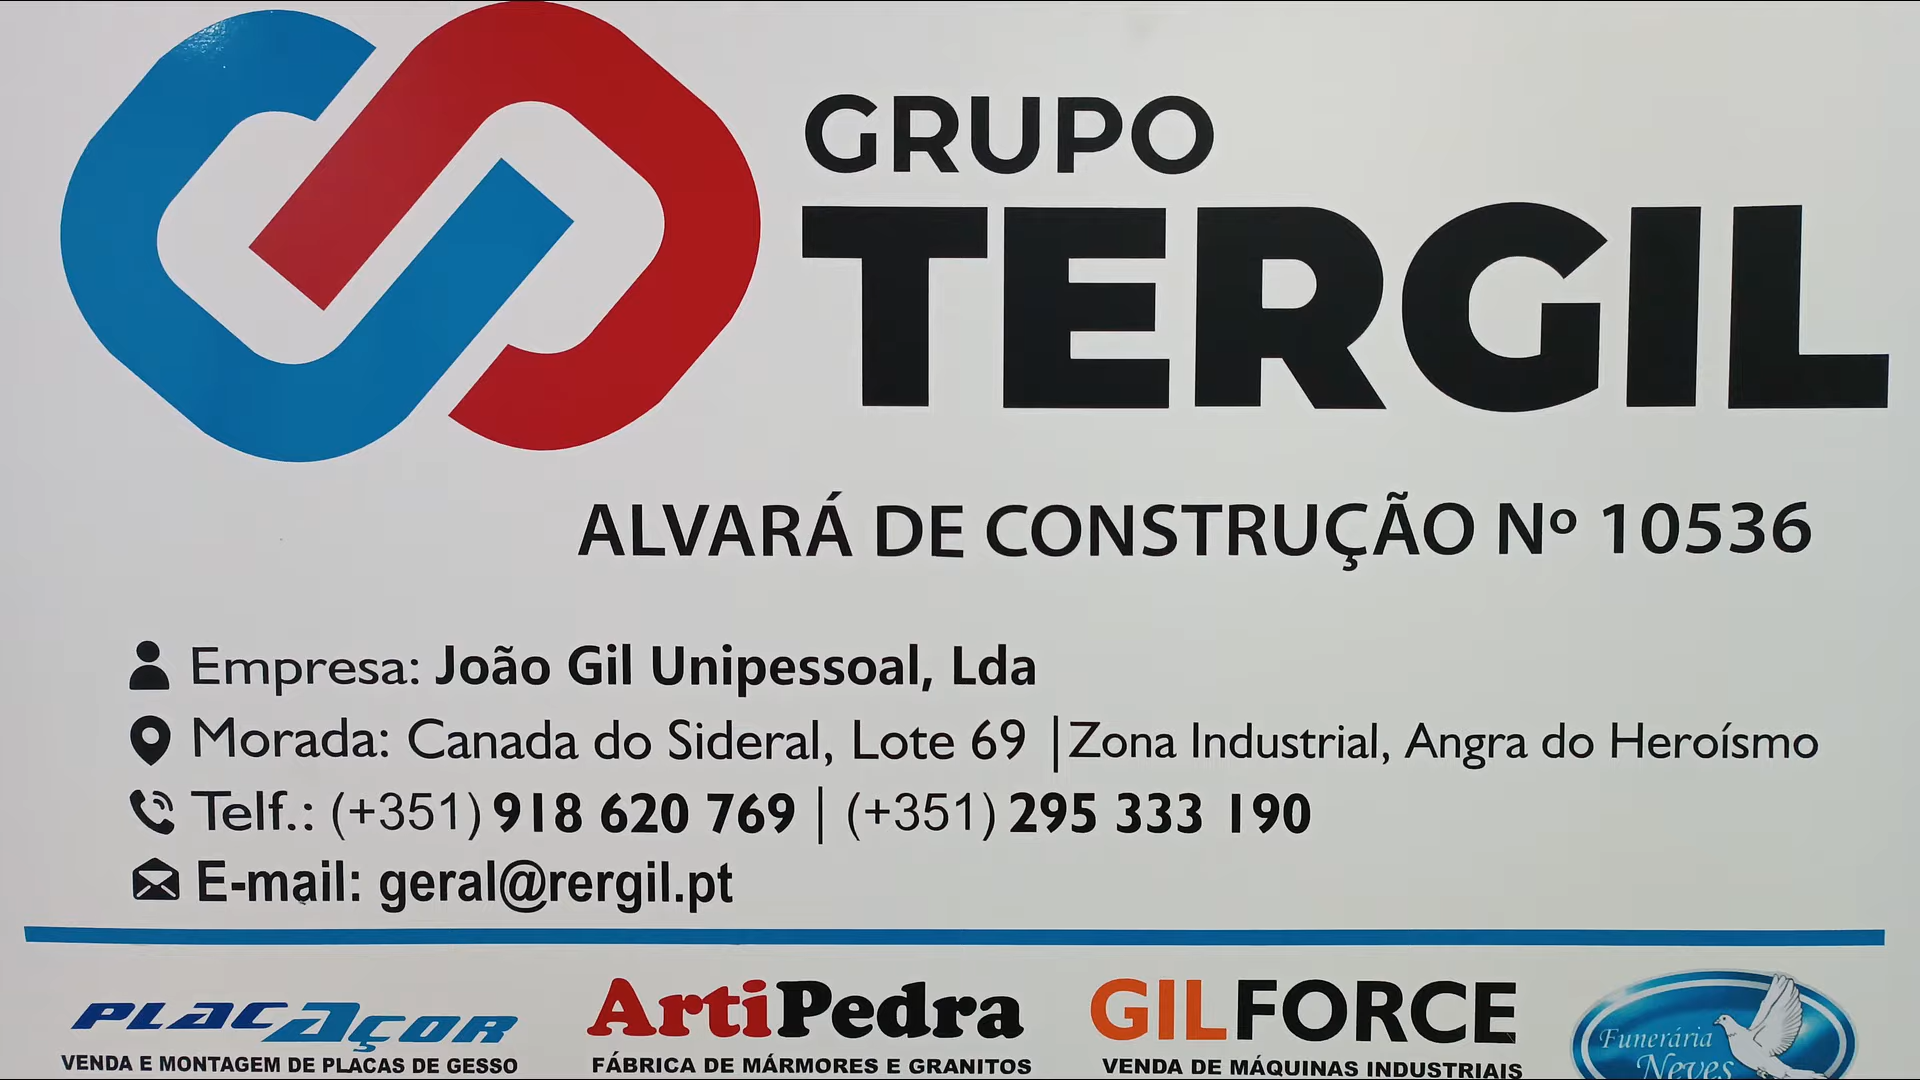 GRUPO
TERGIL
ALVARÁ DE CONSTRUÇÃO Nº 10536
Empresa: João Gil Unipessoal, Lda
Morada: Canada do Sideral, Lote 69 | Zona Industrial, Angra do Heroísmo
Telf.: (+351) 918 620 769 | (+351) 295 333 190
E-mail: geral@rergil.pt
PLACAÇOR
VENDA E MONTAGEM DE PLACAS DE GESSO
ArtiPedra
FÁBRICA DE MÁRMORES E GRANITOS
GILFORCE
VENDA DE MÁQUINAS INDUSTRIAIS
Funerária
Neves